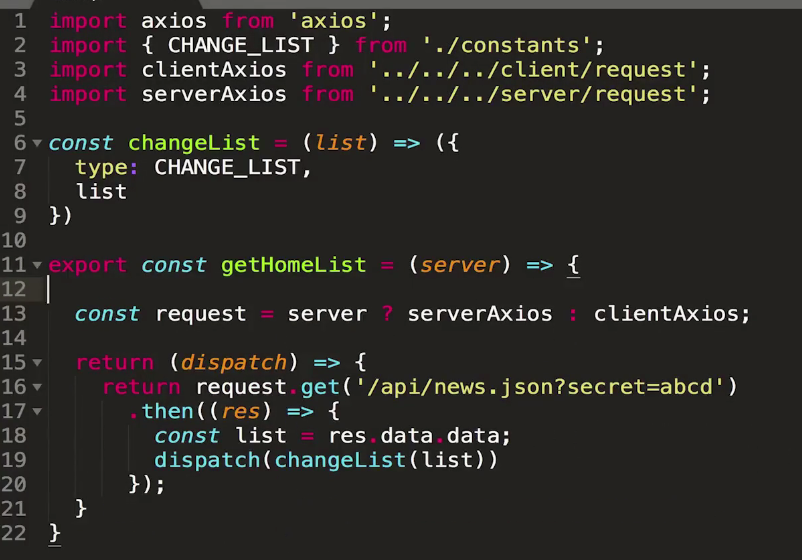 1 import axios from 'axios';
2 import { CHANGE_LIST } from './constants';
3 import clientAxios from '../../../client/request';
4 import serverAxios from '../../../server/request';
5
6 const changeList = (list) => ({
7   type: CHANGE_LIST,
8   list
9 })
10
11 export const getHomeList = (server) => {
12
13   const request = server ? serverAxios : clientAxios;
14
15   return (dispatch) => {
16     return request.get('/api/news.json?secret=abcd')
17       .then((res) => {
18         const list = res.data.data;
19         dispatch(changeList(list))
20       });
21   }
22 }